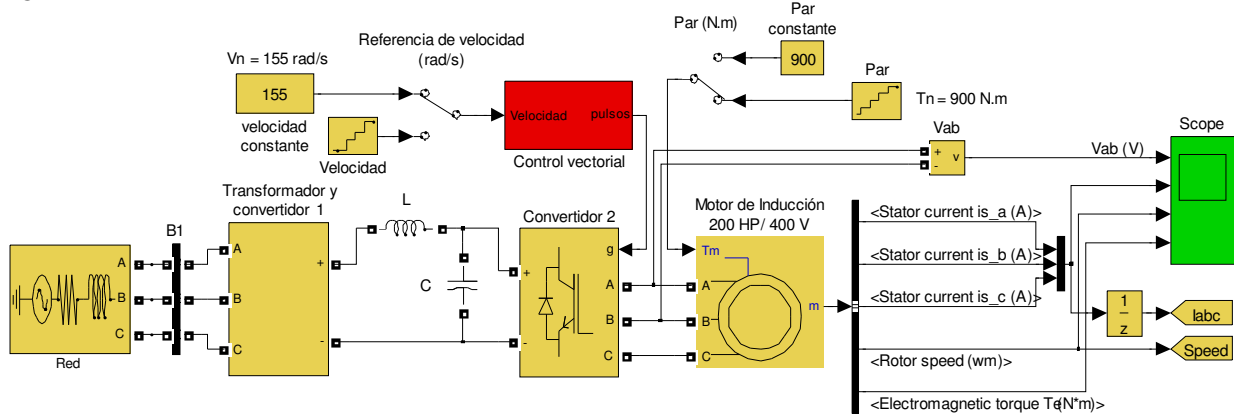 Vn = 155 rad/s
155
velocidad
constante
Velocidad
Referencia de velocidad
(rad/s)
Velocidad
pulsos
Control vectorial
Par (N.m)
Par
constante
900
Par
Tn = 900 N.m
Vab
+
-
v
Vab (V)
Scope
Red
A
B
C
B1
Transformador y
convertidor 1
A
B
C
+
-
L
C
Convertidor 2
g
+
-
A
B
C
Motor de Inducción
200 HP/ 400 V
Tm
A
B
C
m
<Stator current is_a (A)>
<Stator current is_b (A)>
<Stator current is_c (A)>
<Rotor speed (wm)>
<Electromagnetic torque Te (N*m)>
1
z
Iabc
Speed